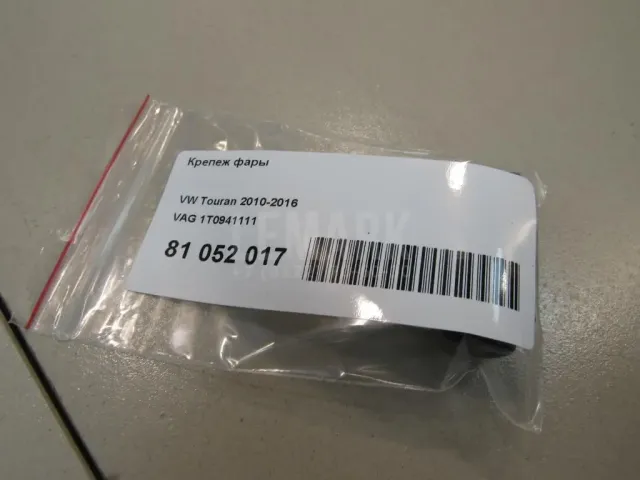 Крепеж фары
VW Touran 2010-2016
VAG 1T0941111
81 052 017